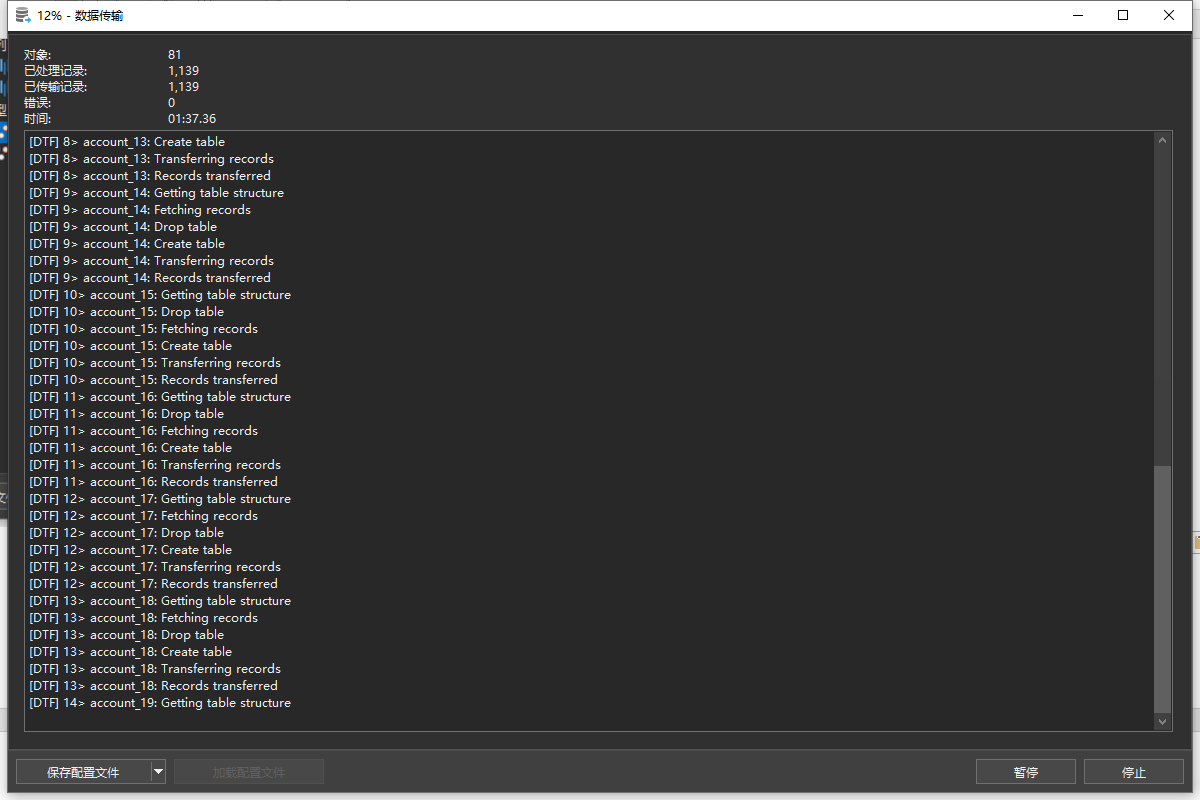 12% - 数据传输
对象: 81
已处理记录: 1,139
已传输记录: 1,139
错误: 0
时间: 01:37.36
[DTF] 8> account_13: Create table
[DTF] 8> account_13: Transferring records
[DTF] 8> account_13: Records transferred
[DTF] 9> account_14: Getting table structure
[DTF] 9> account_14: Fetching records
[DTF] 9> account_14: Drop table
[DTF] 9> account_14: Create table
[DTF] 9> account_14: Transferring records
[DTF] 9> account_14: Records transferred
[DTF] 10> account_15: Getting table structure
[DTF] 10> account_15: Drop table
[DTF] 10> account_15: Fetching records
[DTF] 10> account_15: Create table
[DTF] 10> account_15: Transferring records
[DTF] 10> account_15: Records transferred
[DTF] 11> account_16: Getting table structure
[DTF] 11> account_16: Drop table
[DTF] 11> account_16: Fetching records
[DTF] 11> account_16: Create table
[DTF] 11> account_16: Transferring records
[DTF] 11> account_16: Records transferred
[DTF] 12> account_17: Getting table structure
[DTF] 12> account_17: Fetching records
[DTF] 12> account_17: Drop table
[DTF] 12> account_17: Create table
[DTF] 12> account_17: Transferring records
[DTF] 12> account_17: Records transferred
[DTF] 13> account_18: Getting table structure
[DTF] 13> account_18: Fetching records
[DTF] 13> account_18: Drop table
[DTF] 13> account_18: Create table
[DTF] 13> account_18: Transferring records
[DTF] 13> account_18: Records transferred
[DTF] 14> account_19: Getting table structure
保存配置文件 加载配置文件 暂停 停止